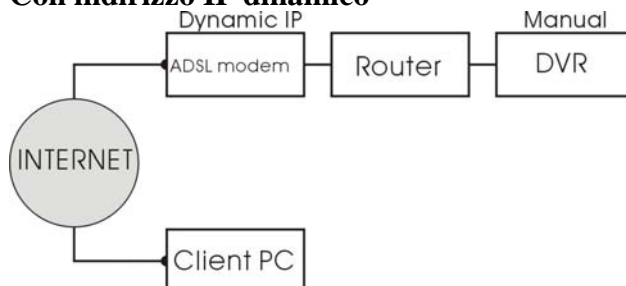 Con indirizzo IP dinamico
Dynamic IP
Manual
ADSL modem
Router
DVR
INTERNET
Client PC